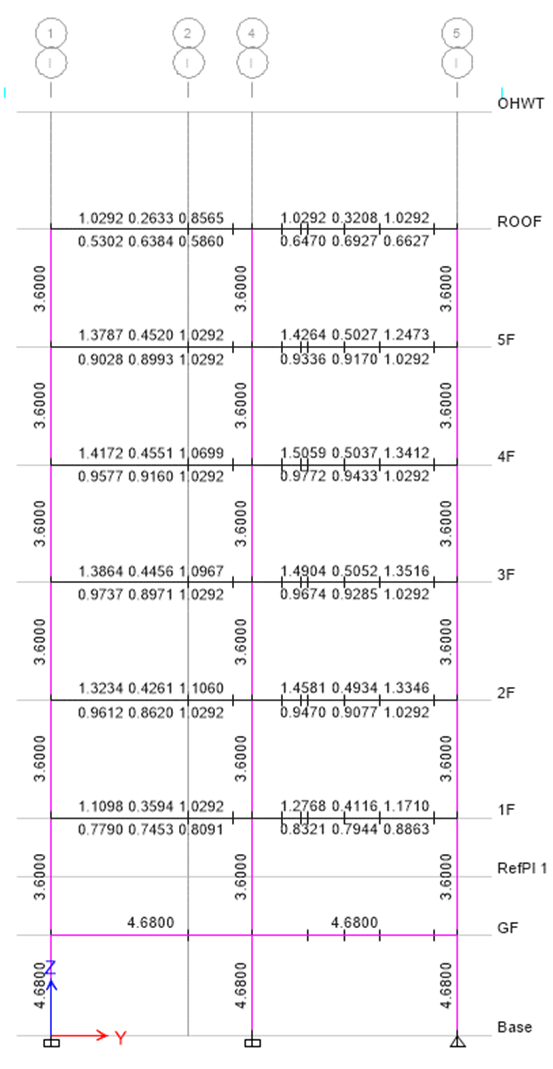 1 2 4 5
I I I I
OHWT
1.0292 0.2633 0.8565 1.0292 0.3208 1.0292
ROOF
0.5302 0.6384 0.5860 0.6470 0.6927 0.6627
3.6000 3.6000 3.6000
1.3787 0.4520 1.0292 1.4264 0.5027 1.2473
5F
0.9028 0.8993 1.0292 0.9336 0.9170 1.0292
3.6000 3.6000 3.6000
1.4172 0.4551 1.0699 1.5059 0.5037 1.3412
4F
0.9577 0.9160 1.0292 0.9772 0.9433 1.0292
3.6000 3.6000 3.6000
1.3864 0.4456 1.0967 1.4904 0.5052 1.3516
3F
0.9737 0.8971 1.0292 0.9674 0.9285 1.0292
3.6000 3.6000 3.6000
1.3234 0.4261 1.1060 1.4581 0.4934 1.3346
2F
0.9612 0.8620 1.0292 0.9470 0.9077 1.0292
3.6000 3.6000 3.6000
1.1098 0.3594 1.0292 1.2768 0.4116 1.1710
1F
0.7790 0.7453 0.8091 0.8321 0.7944 0.8863
RefPl 1
3.6000 3.6000 3.6000
4.6800 4.6800
GF
Z
4.6800 4.6800 4.6800
Base
Y